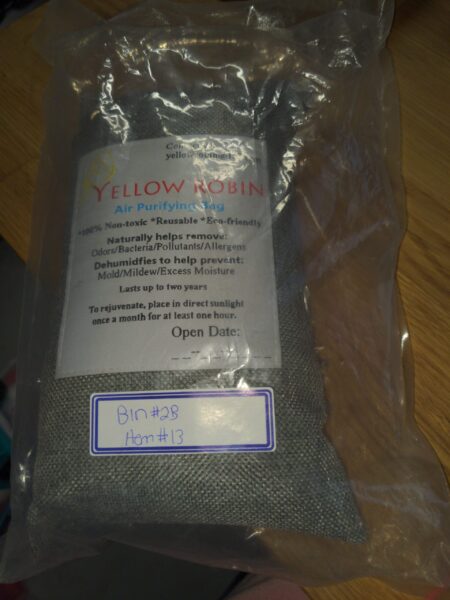 YELLOW ROBIN
Air Purifying Bag
*100% Non-toxic *Reusable *Eco-friendly
Naturally helps remove:
Odors/Bacteria/Pollutants/Allergens
Dehumidfies to help prevent:
Mold/Mildew/Excess Moisture
Lasts up to two years
To rejuvenate, place in direct sunlight
once a month for at least one hour.
Open Date:
Bin #28
Item #13